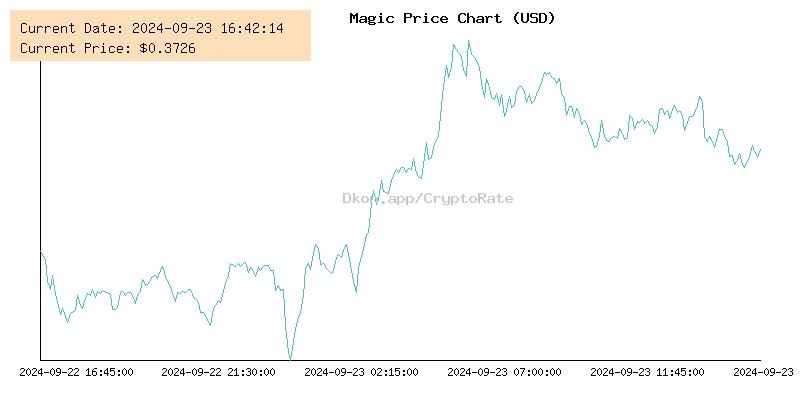 Magic Price Chart (USD)
Current Date: 2024-09-23 16:42:14
Current Price: $0.3726
Dkon.app/CryptoRate
2024-09-22 16:45:00 2024-09-22 21:30:00 2024-09-23 02:15:00 2024-09-23 07:00:00 2024-09-23 11:45:00 2024-09-23